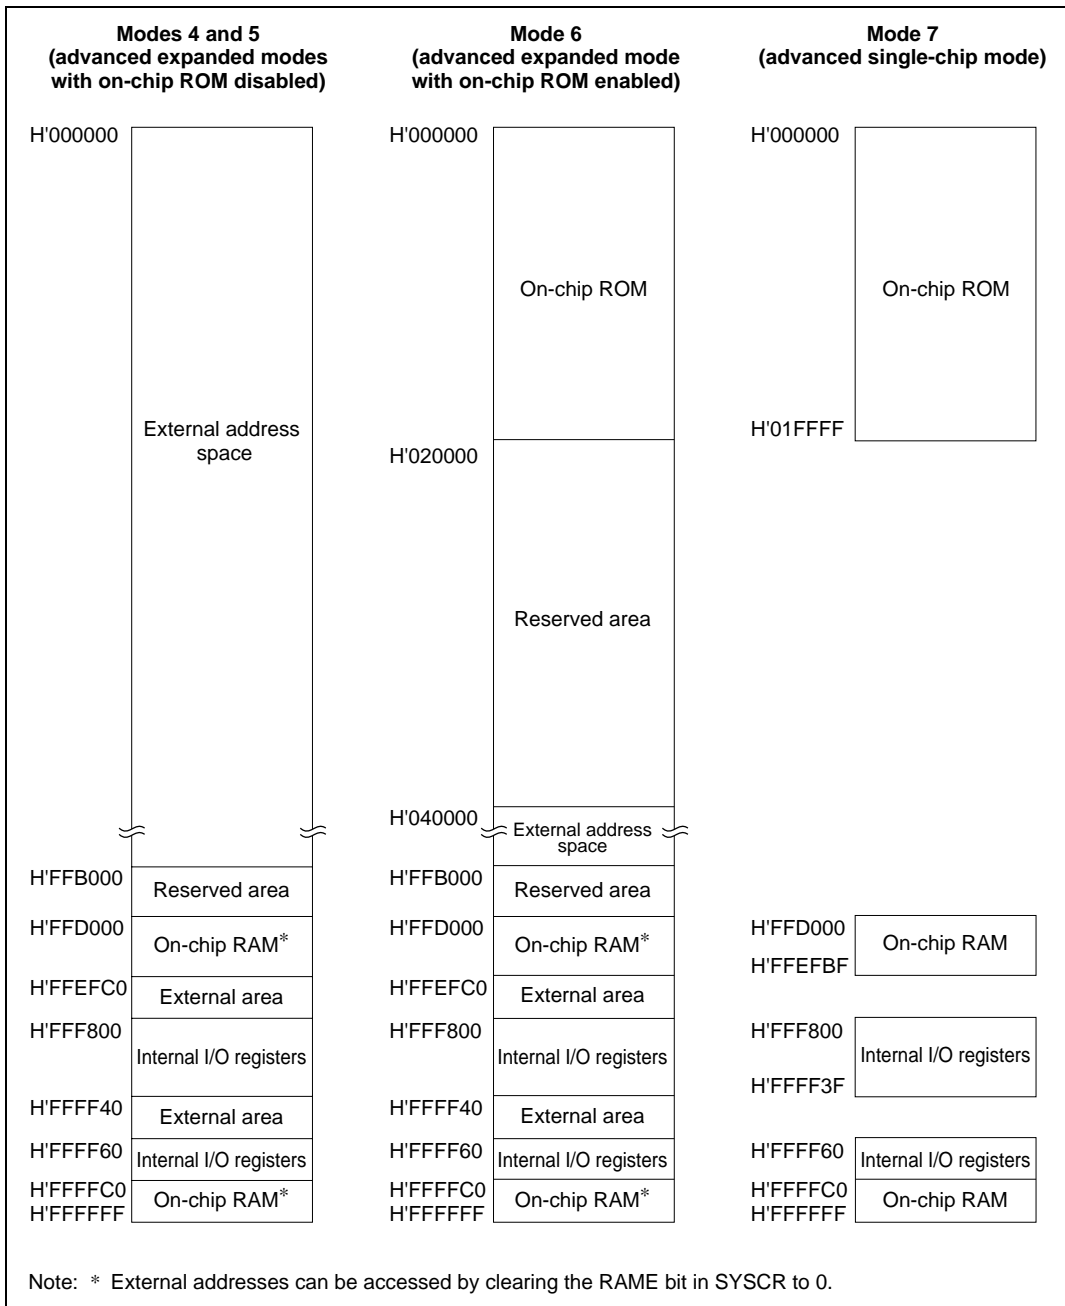 Modes 4 and 5
(advanced expanded modes
with on-chip ROM disabled)
H'000000
External address
space
H'FFB000
Reserved area
H'FFD000
On-chip RAM*
H'FFEFC0
External area
H'FFF800
Internal I/O registers
H'FFFF40
External area
H'FFFF60
Internal I/O registers
H'FFFFC0
On-chip RAM*
H'FFFFFF
Mode 6
(advanced expanded mode
with on-chip ROM enabled)
H'000000
On-chip ROM
H'020000
Reserved area
H'040000
External address
space
H'FFB000
Reserved area
H'FFD000
On-chip RAM*
H'FFEFC0
External area
H'FFF800
Internal I/O registers
H'FFFF40
External area
H'FFFF60
Internal I/O registers
H'FFFFC0
On-chip RAM*
H'FFFFFF
Mode 7
(advanced single-chip mode)
H'000000
On-chip ROM
H'01FFFF
H'FFD000
On-chip RAM
H'FFEFBF
H'FFF800
Internal I/O registers
H'FFFF3F
H'FFFF60
Internal I/O registers
H'FFFFC0
On-chip RAM
H'FFFFFF
Note: * External addresses can be accessed by clearing the RAME bit in SYSCR to 0.